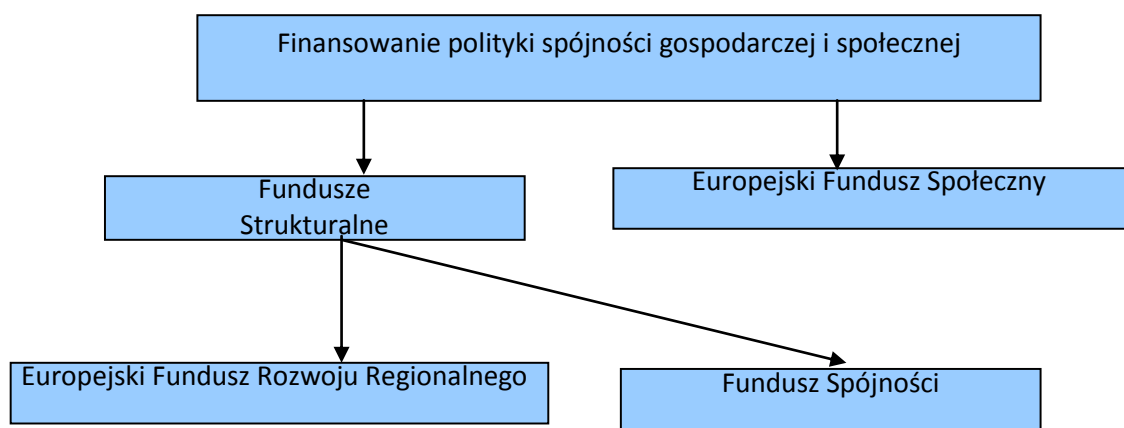 Finansowanie polityki spójności gospodarczej i społecznej
Fundusze
Strukturalne
Europejski Fundusz Społeczny
Europejski Fundusz Rozwoju Regionalnego
Fundusz Spójności